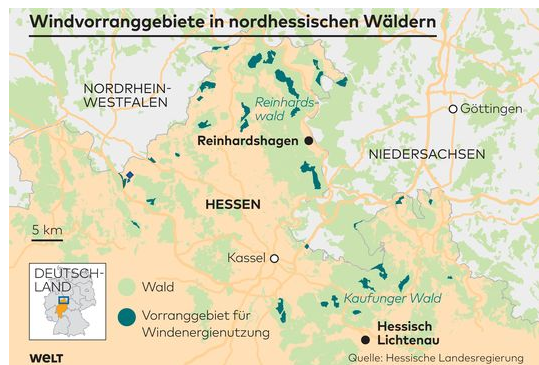 Windvorranggebiete in nordhessischen Wäldern
NORDRHEIN-
WESTFALEN
Reinhards-
wald
Göttingen
Reinhardshagen
NIEDERSACHSEN
HESSEN
5 km
Kassel
DEUTSCH-
LAND
Wald
Vorranggebiet für
Windenergienutzung
Kaufunger Wald
Hessisch
Lichtenau
welt
Quelle: Hessische Landesregierung